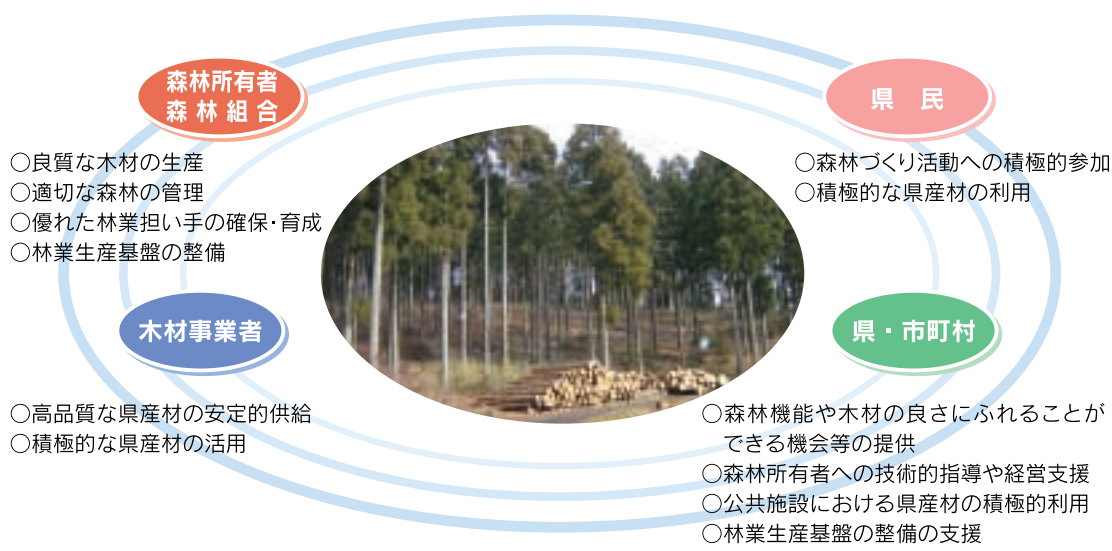 森林所有者
森林組合
○良質な木材の生産
○適切な森林の管理
○優れた林業担い手の確保・育成
○林業生産基盤の整備
県　民
○森林づくり活動への積極的参加
○積極的な県産材の利用
木材事業者
○高品質な県産材の安定的供給
○積極的な県産材の活用
県・市町村
○森林機能や木材の良さにふれることが
できる機会等の提供
○森林所有者への技術的指導や経営支援
○公共施設における県産材の積極的利用
○林業生産基盤の整備の支援